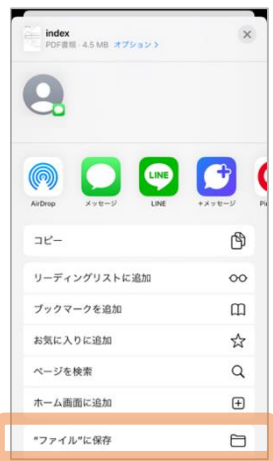 index
PDF書類・4.5 MB オプション >
LINE
AirDrop
メッセージ
LINE
+メッセージ
Pi
コピー
リーディングリストに追加
ブックマークを追加
お気に入りに追加
ページを検索
ホーム画面に追加
"ファイル"に保存